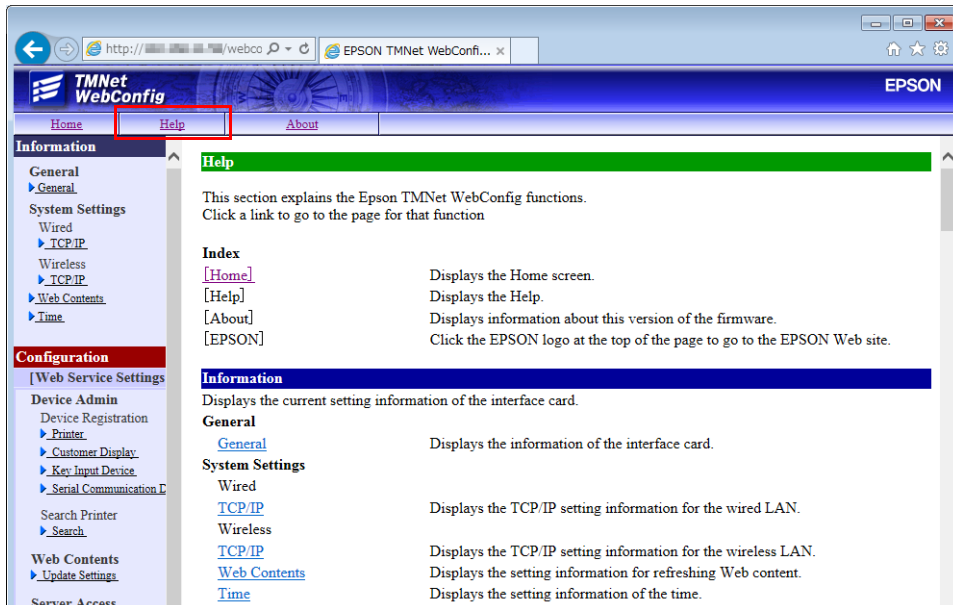 http:// /webco
EPSON TMNet WebConfi...
TMNet
WebConfig
EPSON
Home Help About
Information
General
General
System Settings
Wired
TCP/IP
Wireless
TCP/IP
Web Contents
Time
Configuration
[Web Service Settings
Device Admin
Device Registration
Printer
Customer Display
Key Input Device
Serial Communication D
Search Printer
Search
Web Contents
Update Settings
Server Access
Help
This section explains the Epson TMNet WebConfig functions.
Click a link to go to the page for that function
Index
[Home] Displays the Home screen.
[Help] Displays the Help.
[About] Displays information about this version of the firmware.
[EPSON] Click the EPSON logo at the top of the page to go to the EPSON Web site.
Information
Displays the current setting information of the interface card.
General
General Displays the information of the interface card.
System Settings
Wired
TCP/IP Displays the TCP/IP setting information for the wired LAN.
Wireless
TCP/IP Displays the TCP/IP setting information for the wireless LAN.
Web Contents Displays the setting information for refreshing Web content.
Time Displays the setting information of the time.